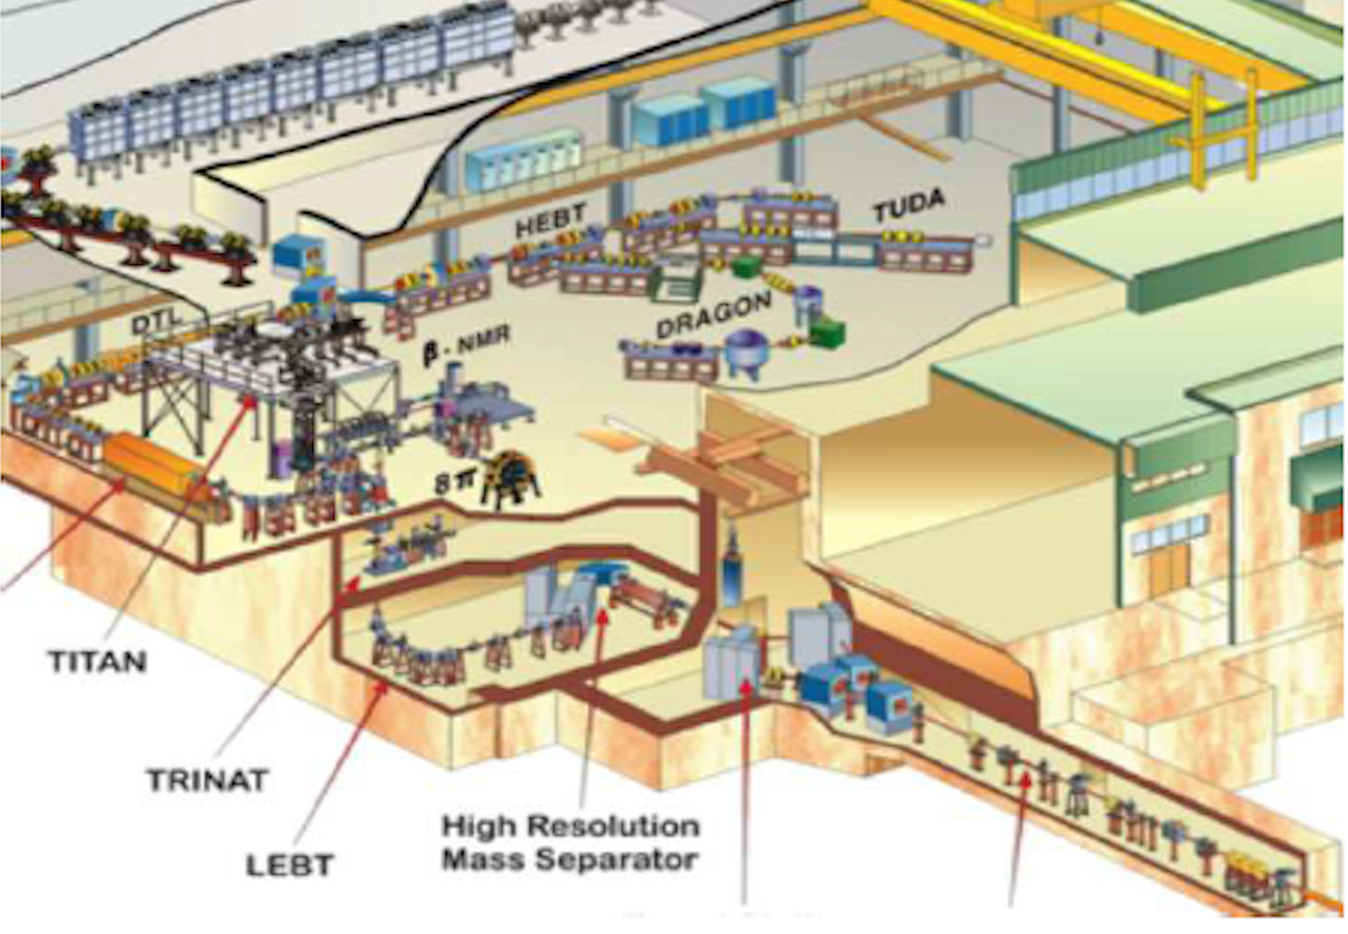 TUDA
HEBT
DRAGON
DTL
β - NMR
8π
TITAN
TRINAT
LEBT
High Resolution
Mass Separator